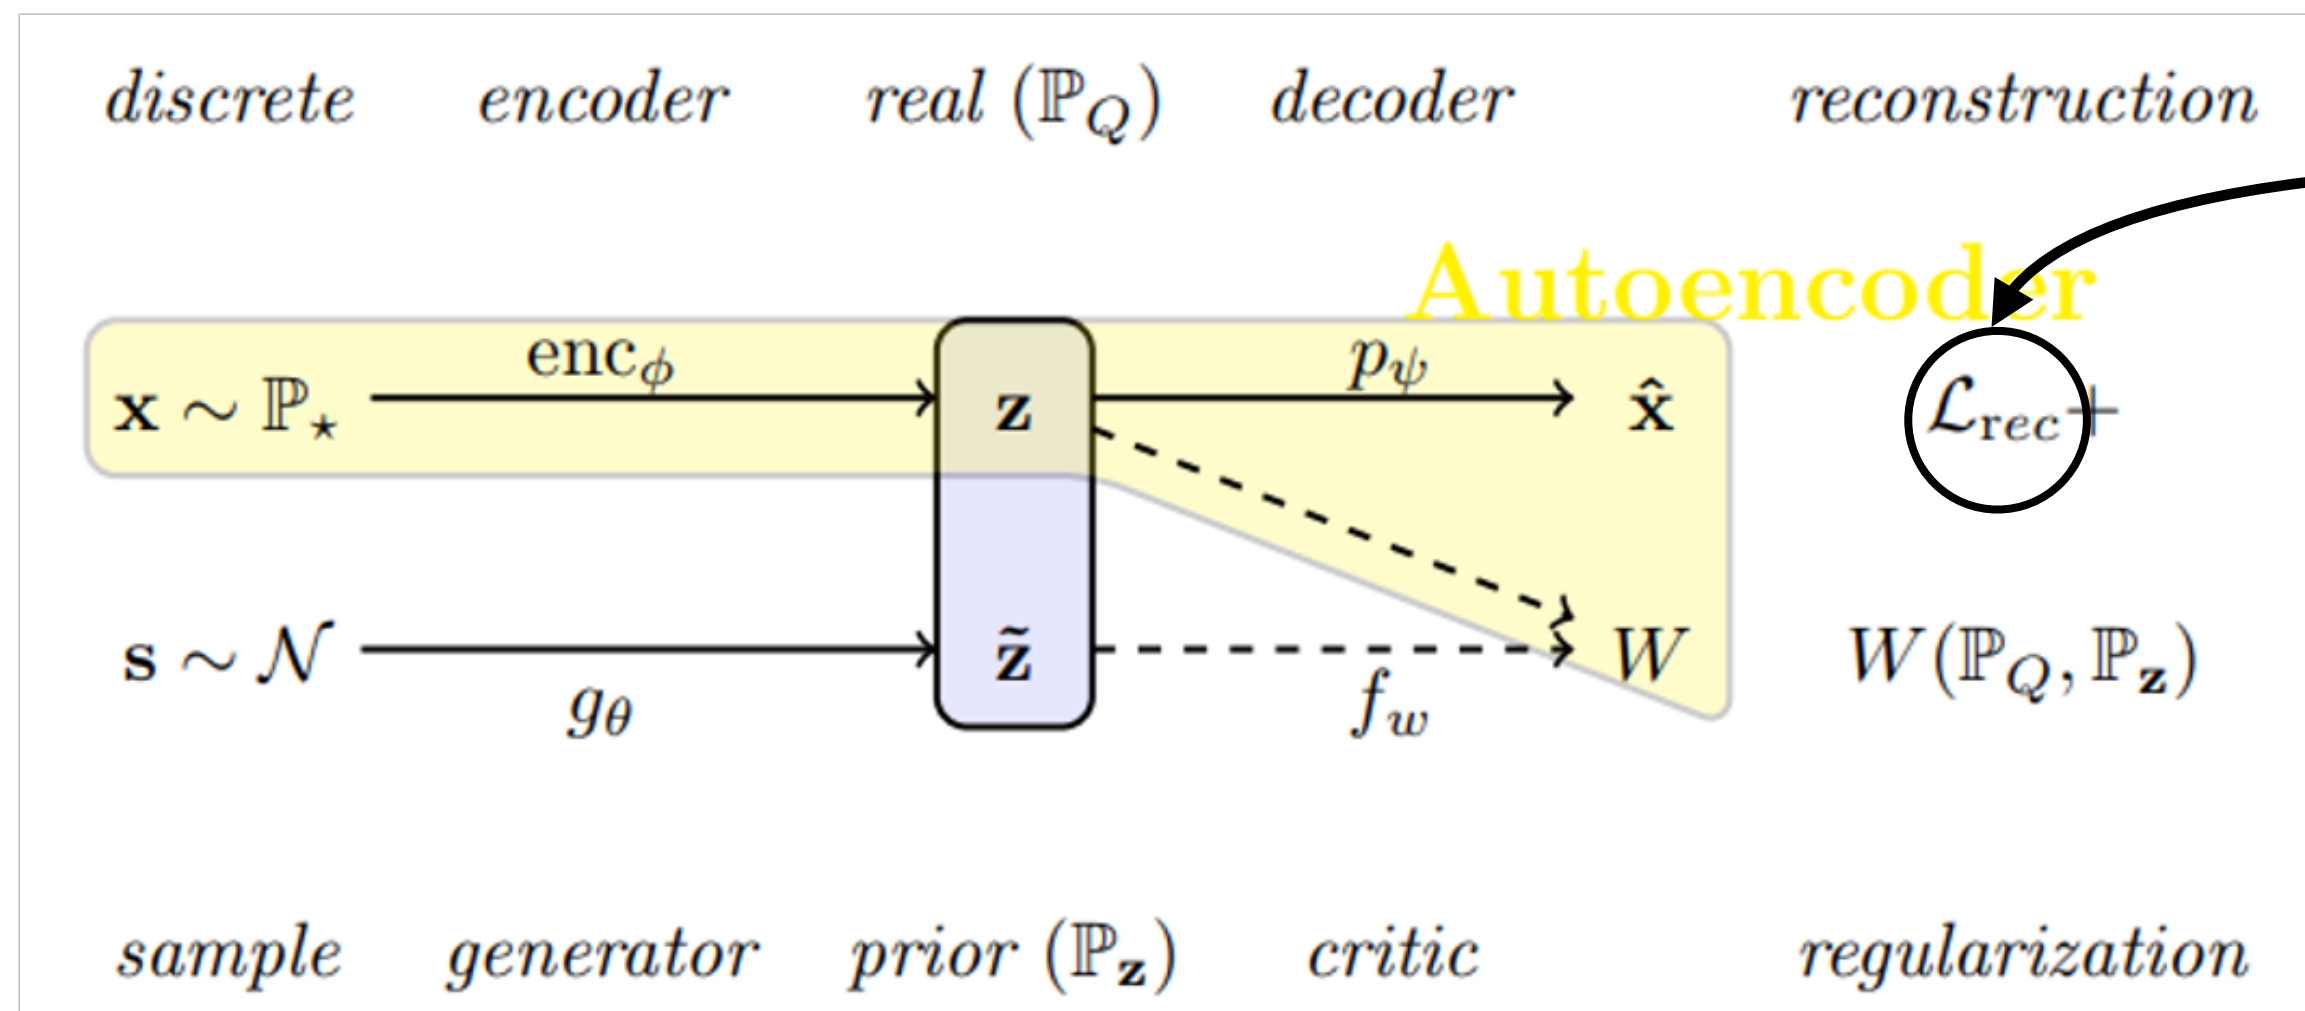 discrete encoder real (ℙ_Q) decoder reconstruction
Autoencoder
enc_ϕ p_ψ
x ∼ ℙ_⋆ z x̂ ℒ_rec+
s ∼ 𝒩 z̃ W W(ℙ_Q, ℙ_z)
g_θ f_w
sample generator prior (ℙ_z) critic regularization